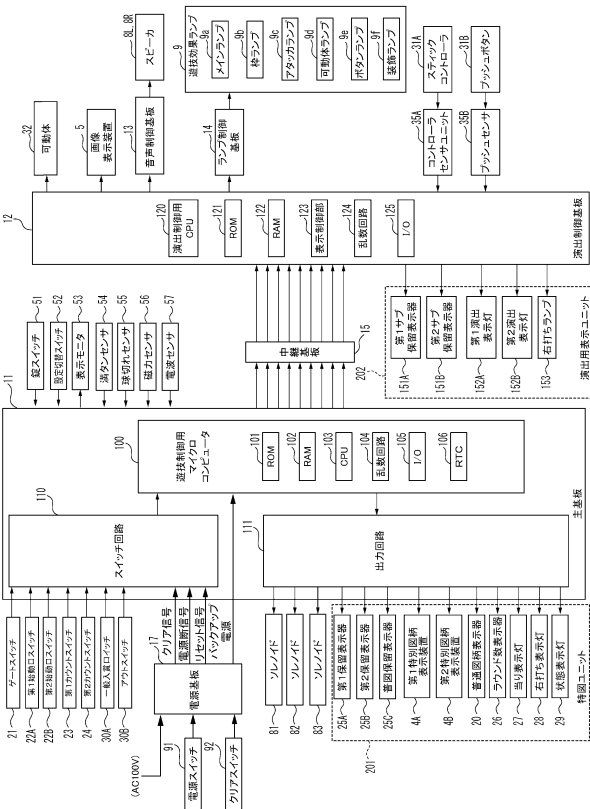 32
可動体
5
画像
表示装置
13
音声制御基板
8L,8R
スピーカ
14
ランプ制御
基板
9
遊技効果ランプ
9a
メインランプ
9b
枠ランプ
9c
アタッカランプ
9d
可動体ランプ
9e
ボタンランプ
9f
装飾ランプ
31A
スティック
コントローラ
31B
プッシュボタン
35A
コントローラ
センサユニット
35B
プッシュセンサ
12
120
演出制御用
CPU
121
ROM
122
RAM
123
表示制御部
124
乱数回路
125
I/O
演出制御基板
51
錠スイッチ
52
設定切替スイッチ
53
表示モニタ
54
満タンセンサ
55
球切れセンサ
56
磁力センサ
57
電波センサ
15
中継基板
202
第1サブ
保留表示器
151A
第2サブ
保留表示器
151B
第1演出
表示灯
152A
第2演出
表示灯
152B
右打ちランプ
153
演出用表示ユニット
11
100
遊技制御用
マイクロ
コンピュータ
101
ROM
102
RAM
103
CPU
104
乱数回路
105
I/O
106
RTC
主基板
110
スイッチ回路
111
出力回路
クリア信号
電源断信号
リセット信号
バックアップ
電源
17
電源基板
(AC100V)
91
電源スイッチ
92
クリアスイッチ
ゲートスイッチ
21
第1始動口スイッチ
22A
第2始動口スイッチ
22B
第1カウントスイッチ
23
第2カウントスイッチ
24
一般入賞口スイッチ
30A
アウトスイッチ
30B
ソレノイド
81
ソレノイド
82
ソレノイド
83
第1保留表示器
25A
第2保留表示器
25B
普図保留表示器
25C
第1特別図柄
表示装置
4A
第2特別図柄
表示装置
4B
普通図柄表示器
20
ラウンド数表示器
26
当り表示灯
27
右打ち表示灯
28
状態表示灯
29
特図ユニット
201